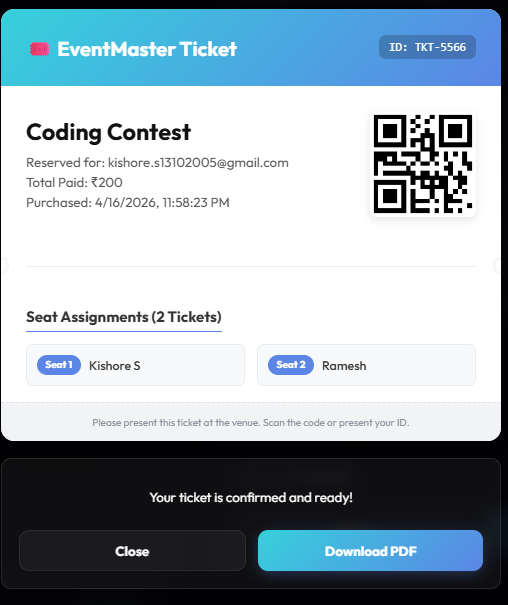 EventMaster Ticket
ID: TKT-5566
Coding Contest
Reserved for: kishore.s13102005@gmail.com
Total Paid: ₹200
Purchased: 4/16/2026, 11:58:23 PM
Seat Assignments (2 Tickets)
Seat 1 Kishore S
Seat 2 Ramesh
Please present this ticket at the venue. Scan the code or present your ID.
Your ticket is confirmed and ready!
Close
Download PDF